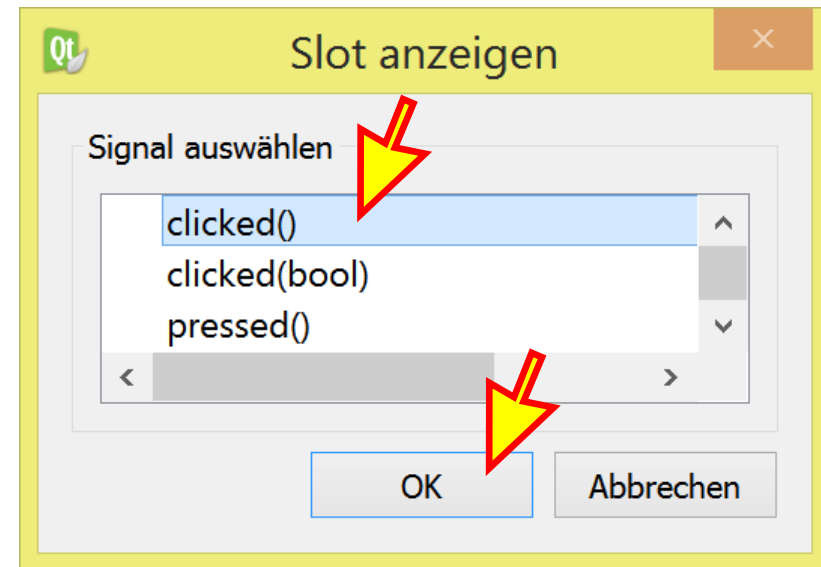 Qt
Slot anzeigen
Signal auswählen
clicked()
clicked(bool)
pressed()
OK
Abbrechen